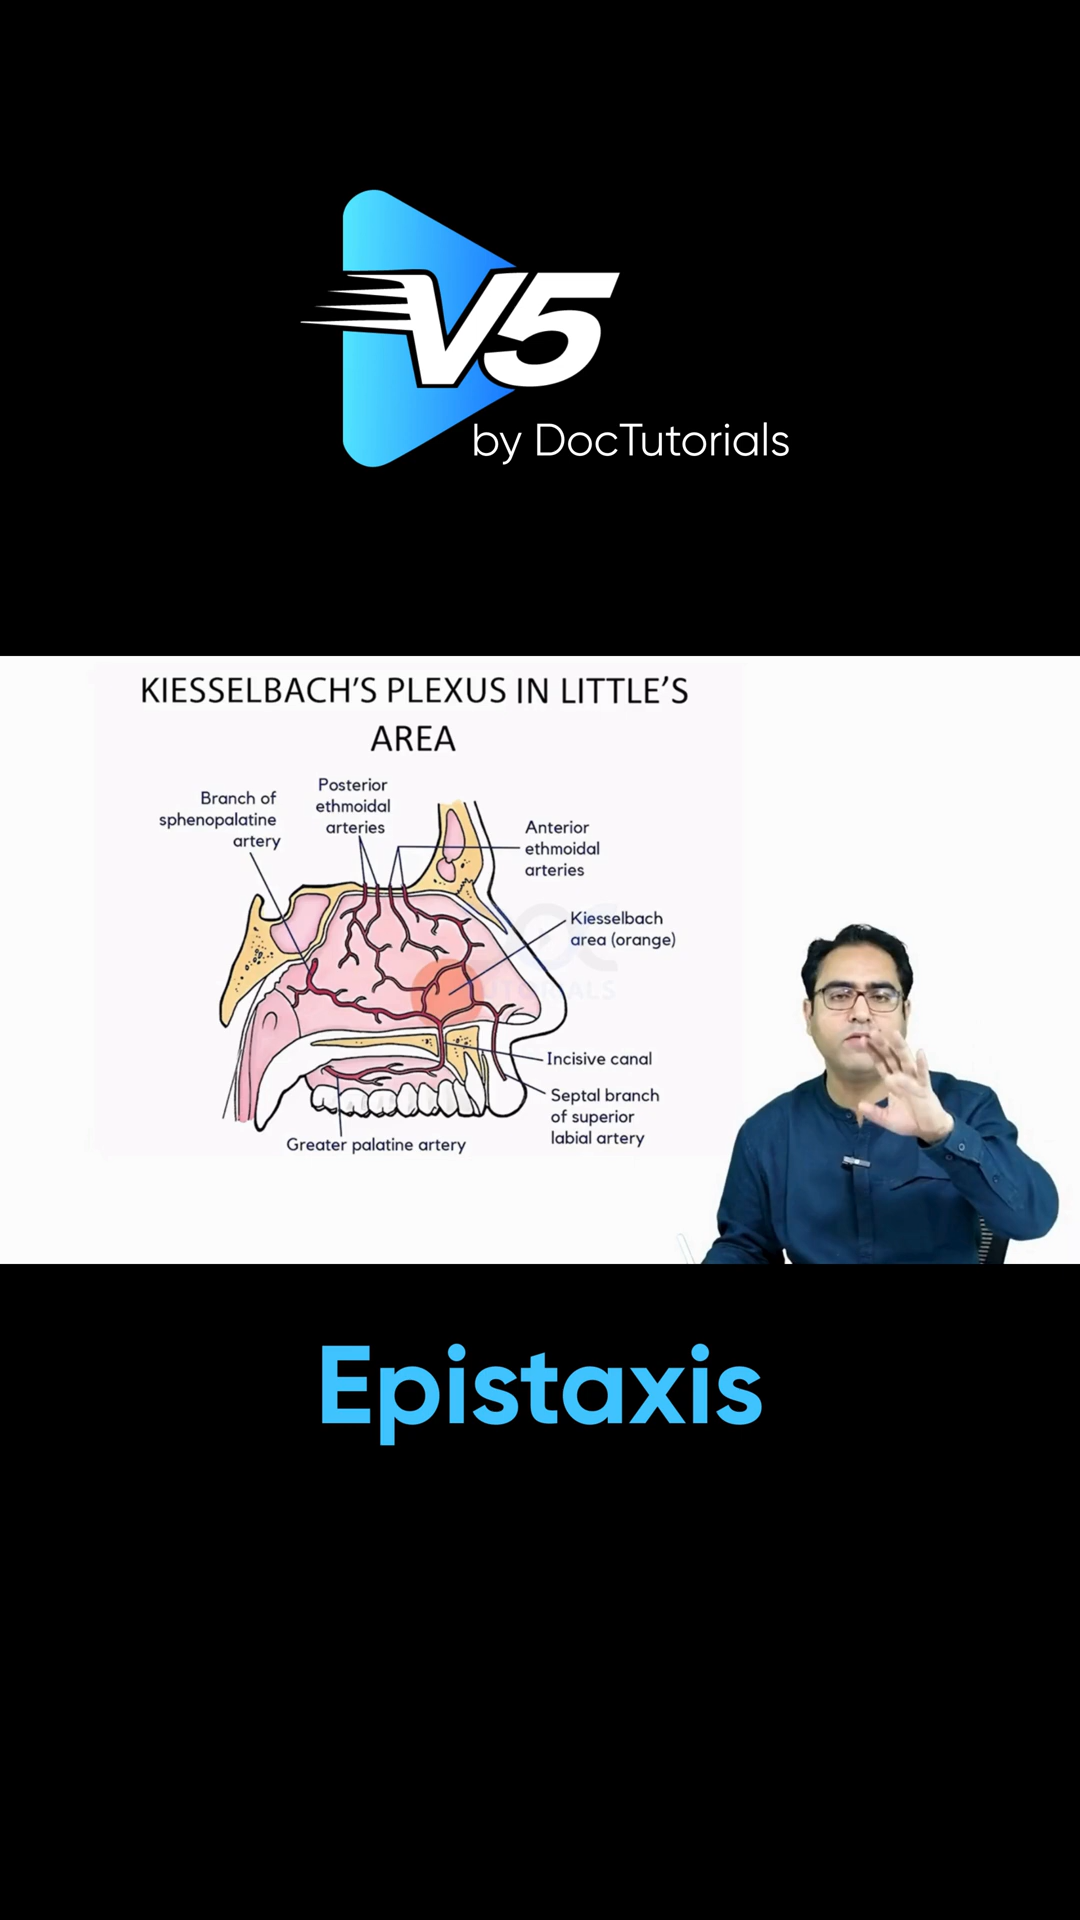 V5
by DocTutorials
KIESSELBACH'S PLEXUS IN LITTLE'S
AREA
Branch of
sphenopalatine
artery
Posterior
ethmoidal
arteries
Anterior
ethmoidal
arteries
Kiesselbach
area (orange)
Incisive canal
Septal branch
of superior
labial artery
Greater palatine artery
Epistaxis